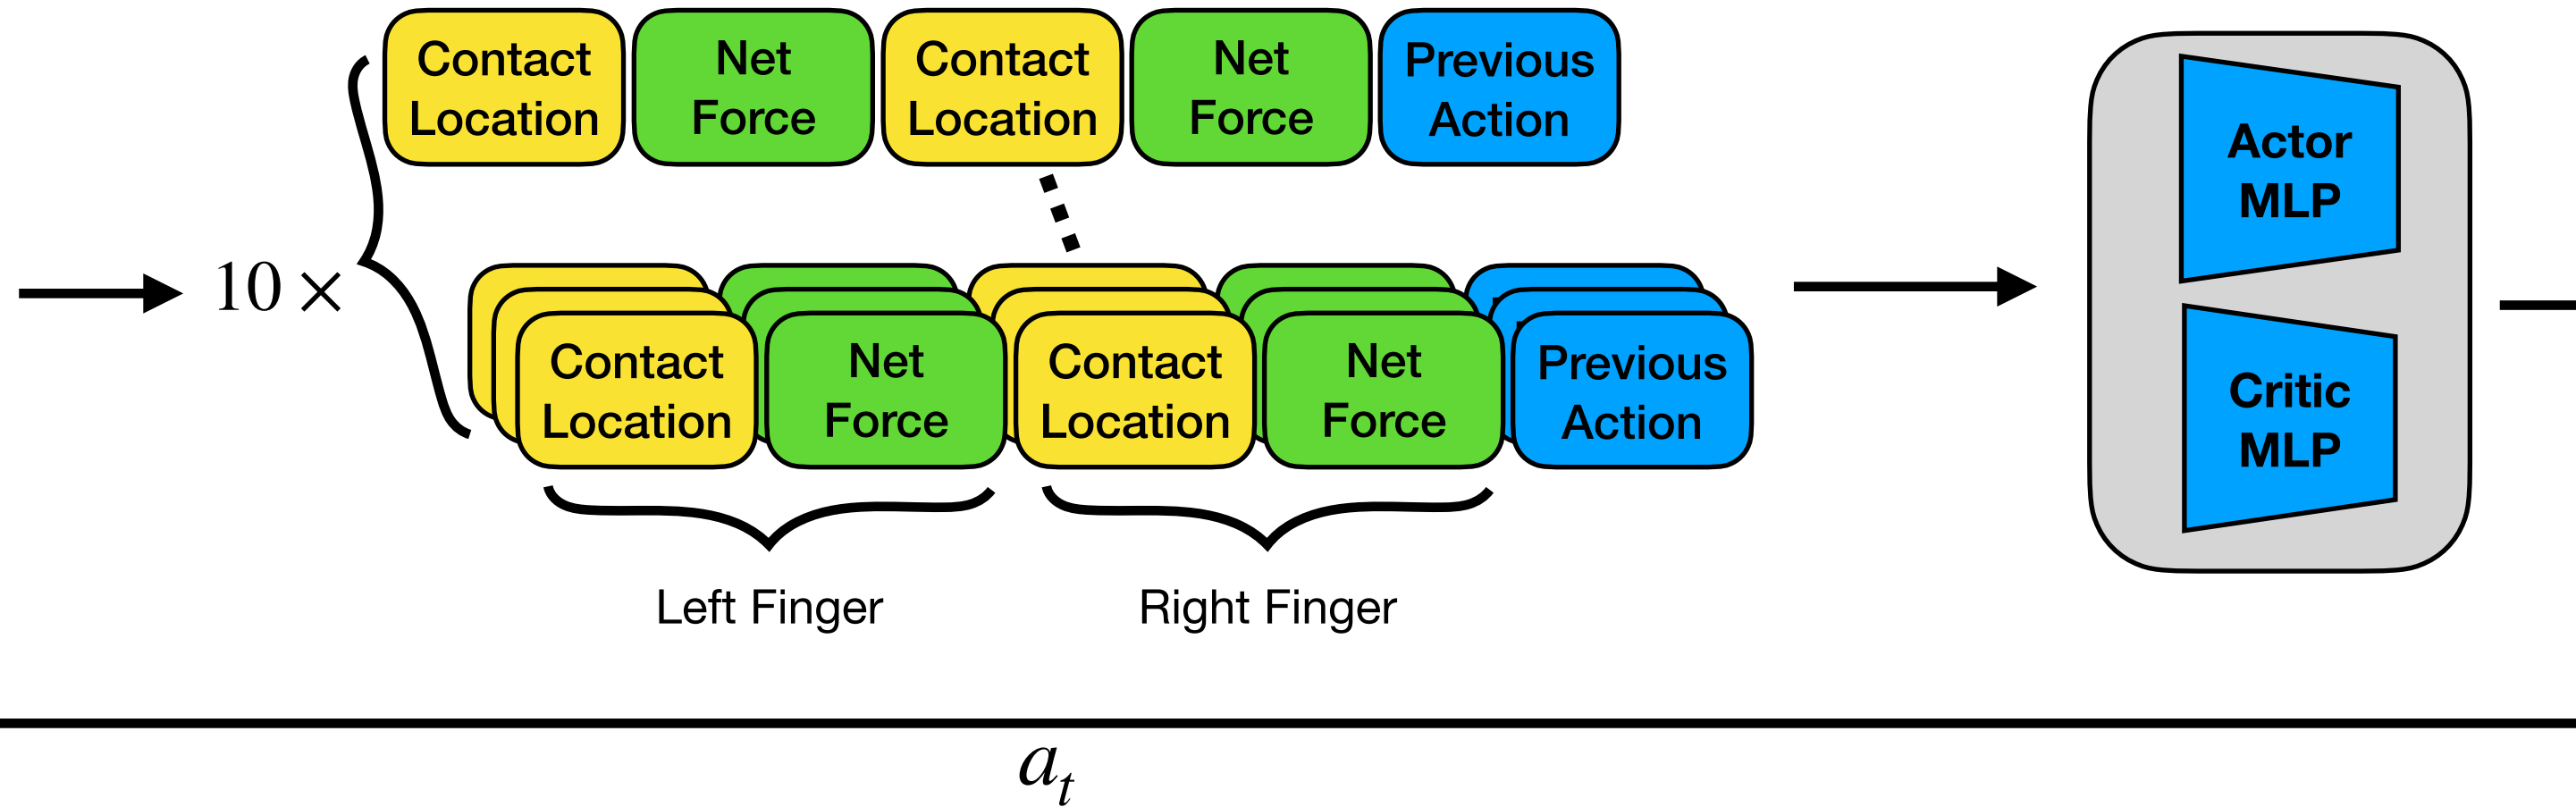 Contact Net Contact Net Previous
Location Force Location Force Action
10 ×
Contact Net Contact Net Previous
Location Force Location Force Action
Left Finger Right Finger
Actor
MLP
Critic
MLP
a_t